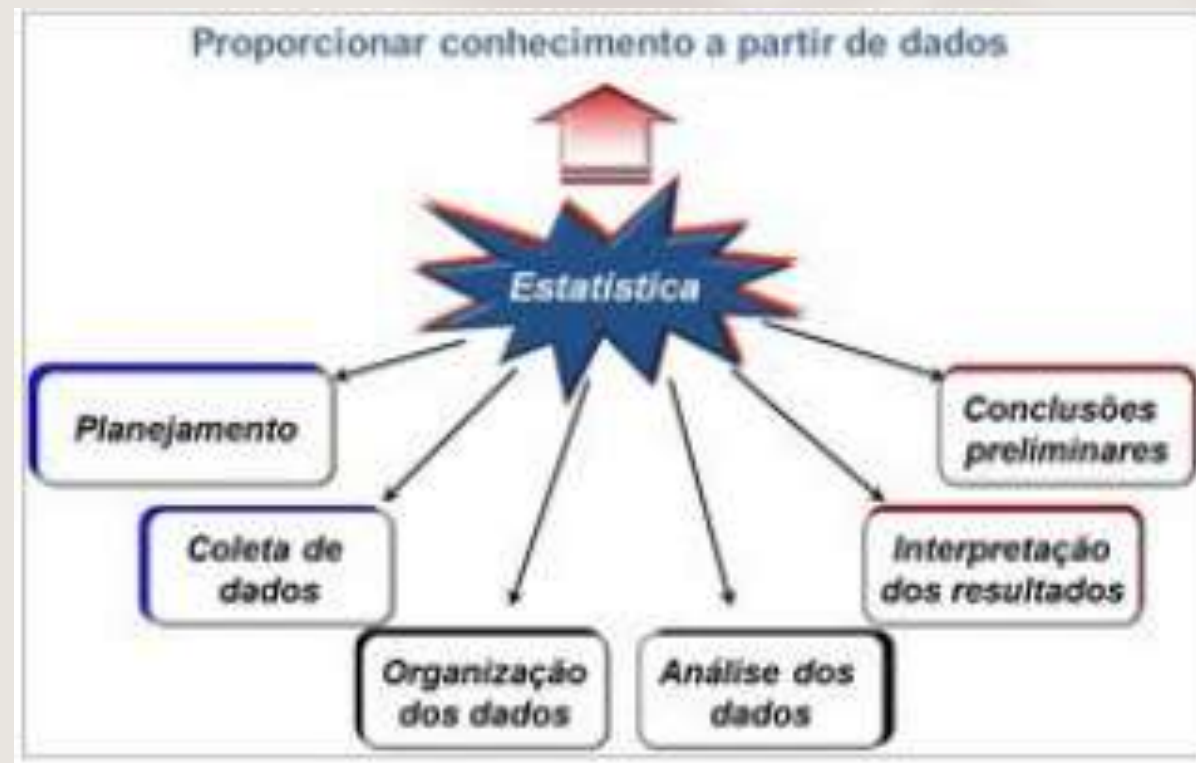 Proporcionar conhecimento a partir de dados
Estatística
Planejamento
Coleta de
dados
Organização
dos dados
Análise dos
dados
Interpretação
dos resultados
Conclusões
preliminares